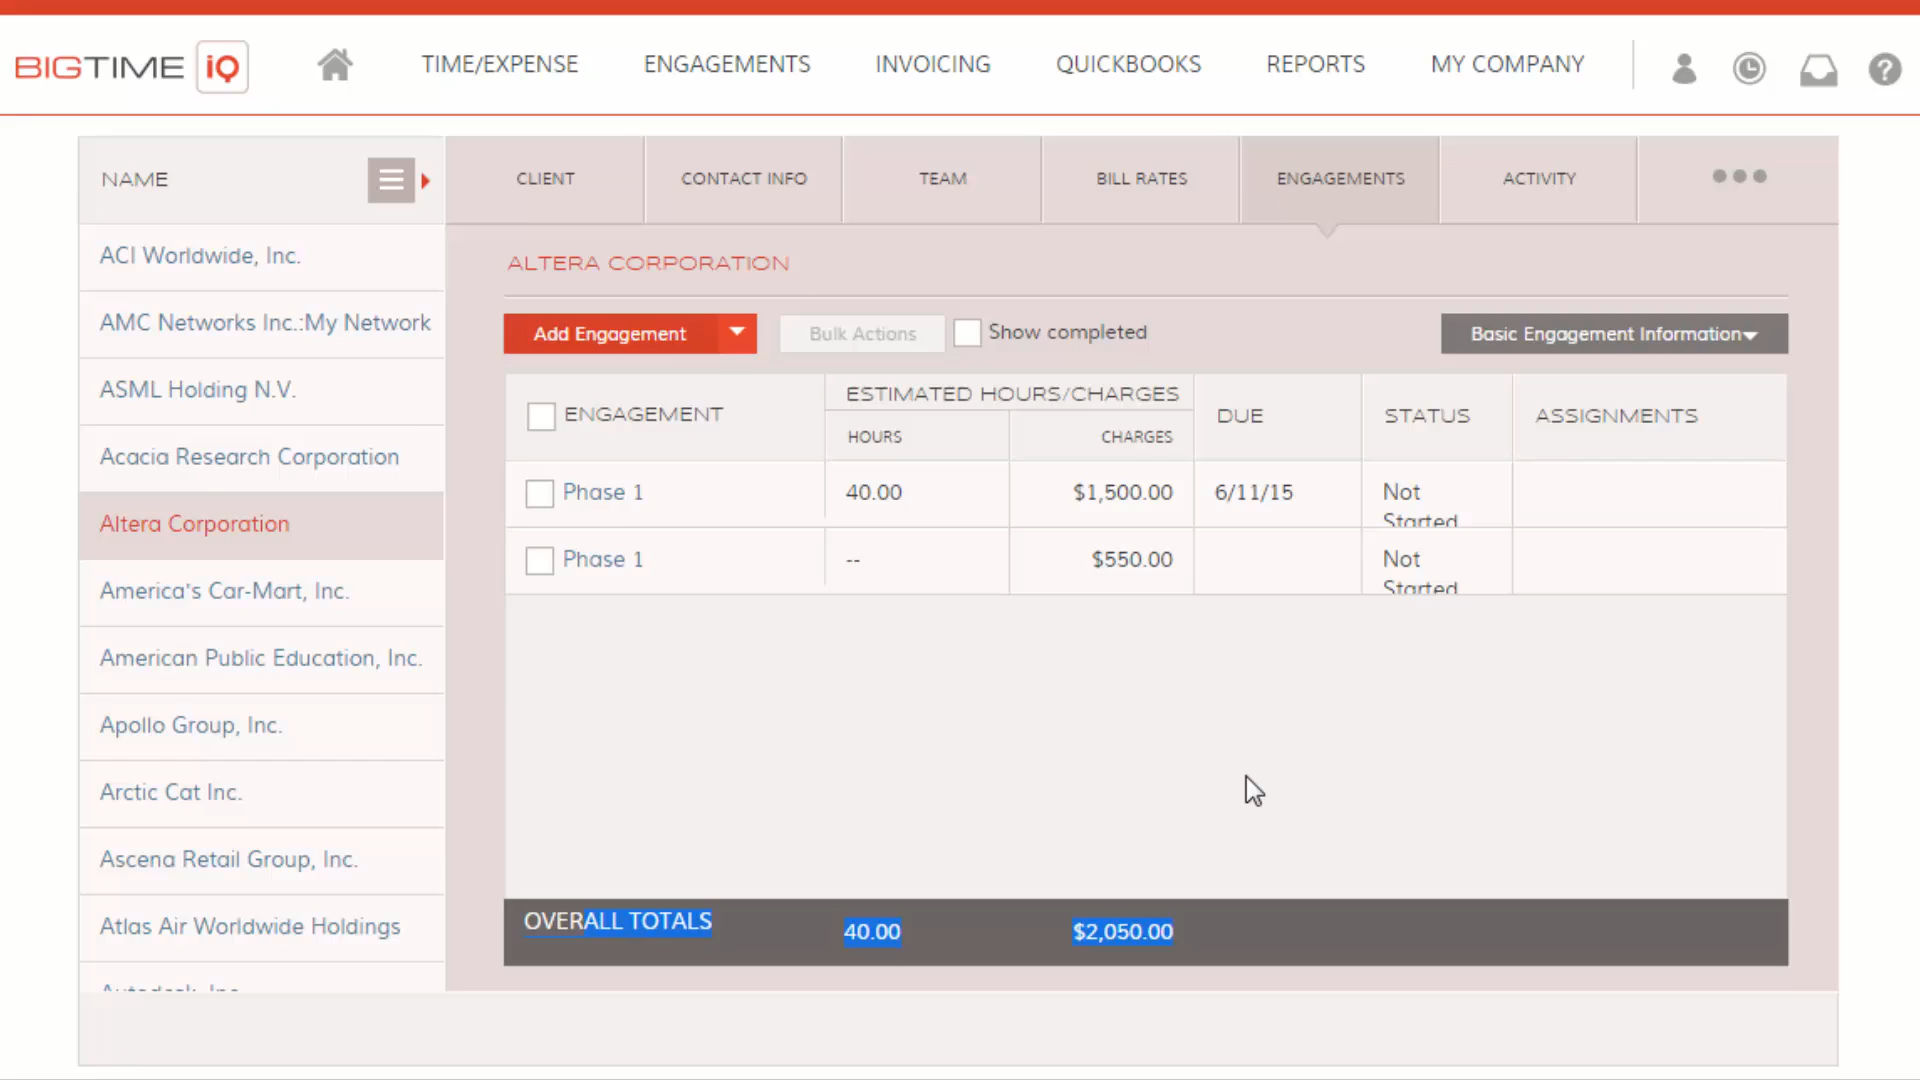 BIGTIME iQ
TIME/EXPENSE
ENGAGEMENTS
INVOICING
QUICKBOOKS
REPORTS
MY COMPANY
?
NAME
ACI Worldwide, Inc.
AMC Networks Inc.:My Network
ASML Holding N.V.
Acacia Research Corporation
Altera Corporation
America's Car-Mart, Inc.
American Public Education, Inc.
Apollo Group, Inc.
Arctic Cat Inc.
Ascena Retail Group, Inc.
Atlas Air Worldwide Holdings
Autodesk, Inc.
CLIENT
CONTACT INFO
TEAM
BILL RATES
ENGAGEMENTS
ACTIVITY
ALTERA CORPORATION
Add Engagement
Bulk Actions
Show completed
Basic Engagement Information
ENGAGEMENT
ESTIMATED HOURS/CHARGES
HOURS
CHARGES
DUE
STATUS
ASSIGNMENTS
Phase 1
40.00
$1,500.00
6/11/15
Not
Started
Phase 1
--
$550.00
Not
Started
OVERALL TOTALS
40.00
$2,050.00